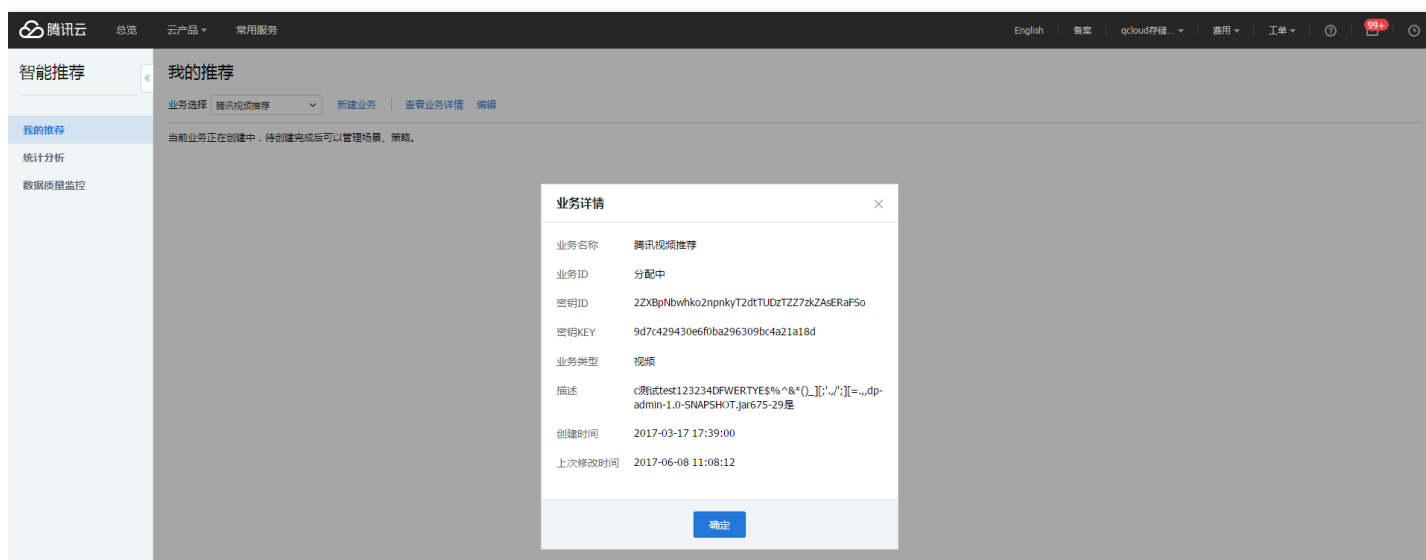 腾讯云 总览 云产品 常用服务 English 备案 qcloud存储... 费用 工单 99+
智能推荐
«
我的推荐
业务选择 腾讯视频推荐 新建业务 查看业务详情 编辑
我的推荐
当前业务正在创建中，待创建完成后可以管理场景、策略。
统计分析
数据质量监控
业务详情
业务名称 腾讯视频推荐
业务ID 分配中
密钥ID 2ZXBpNbwhko2npnkyT2dtTUDzTZZ7zkZAsERaFSo
密钥KEY 9d7c429430e6f0ba296309bc4a21a18d
业务类型 视频
描述 c测试test123234DFWERTYE$%^&*()_][;'.,/';][=.,,dp-
admin-1.0-SNAPSHOT.jar675-29是
创建时间 2017-03-17 17:39:00
上次修改时间 2017-06-08 11:08:12
确定